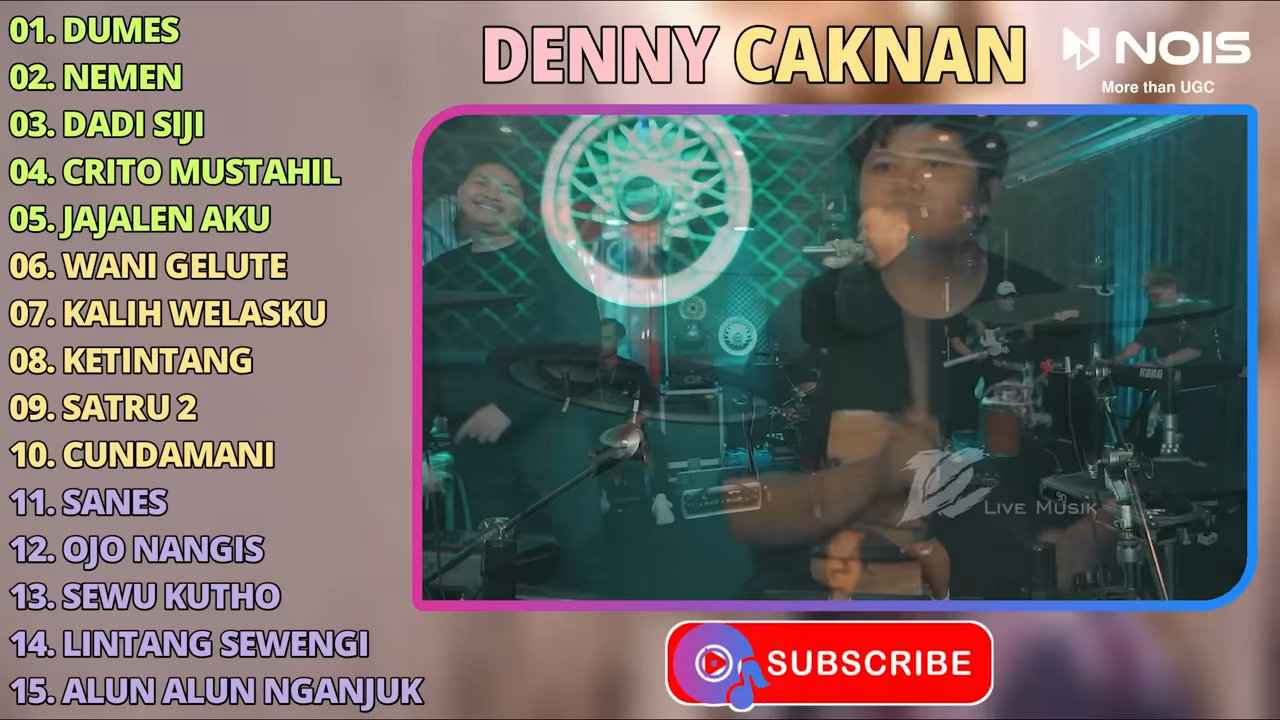 01. DUMES
02. NEMEN
03. DADI SIJI
04. CRITO MUSTAHIL
05. JAJALEN AKU
06. WANI GELUTE
07. KALIH WELASKU
08. KETINTANG
09. SATRU 2
10. CUNDAMANI
11. SANES
12. OJO NANGIS
13. SEWU KUTHO
14. LINTANG SEWENGI
15. ALUN ALUN NGANJUK
DENNY CAKNAN
NOIS
More than UGC
KORG
LIVE MUSIK
SUBSCRIBE